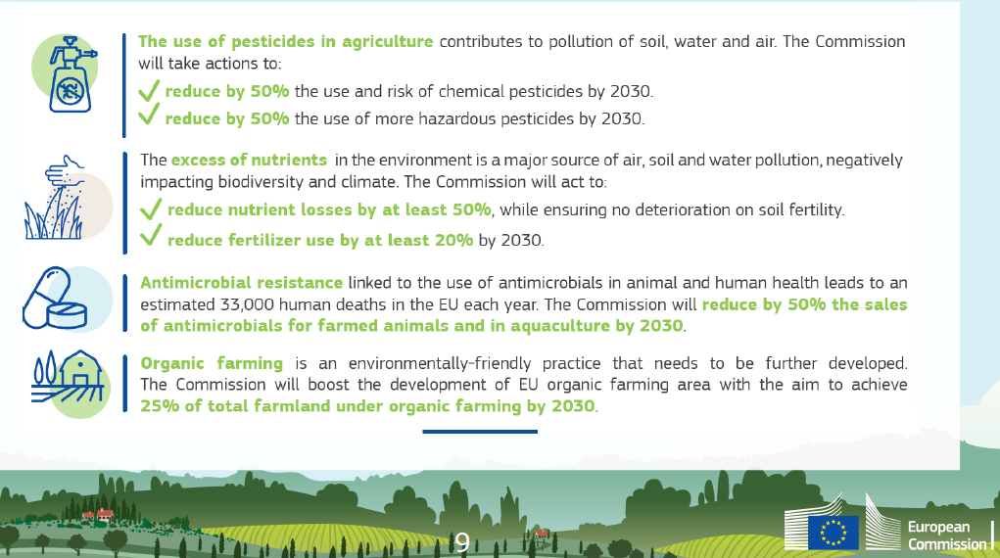 The use of pesticides in agriculture contributes to pollution of soil, water and air. The Commission
will take actions to:
reduce by 50% the use and risk of chemical pesticides by 2030.
reduce by 50% the use of more hazardous pesticides by 2030.
The excess of nutrients in the environment is a major source of air, soil and water pollution, negatively
impacting biodiversity and climate. The Commission will act to:
reduce nutrient losses by at least 50%, while ensuring no deterioration on soil fertility.
reduce fertilizer use by at least 20% by 2030.
Antimicrobial resistance linked to the use of antimicrobials in animal and human health leads to an
estimated 33,000 human deaths in the EU each year. The Commission will reduce by 50% the sales
of antimicrobials for farmed animals and in aquaculture by 2030.
Organic farming is an environmentally-friendly practice that needs to be further developed.
The Commission will boost the development of EU organic farming area with the aim to achieve
25% of total farmland under organic farming by 2030.
9
European
Commission